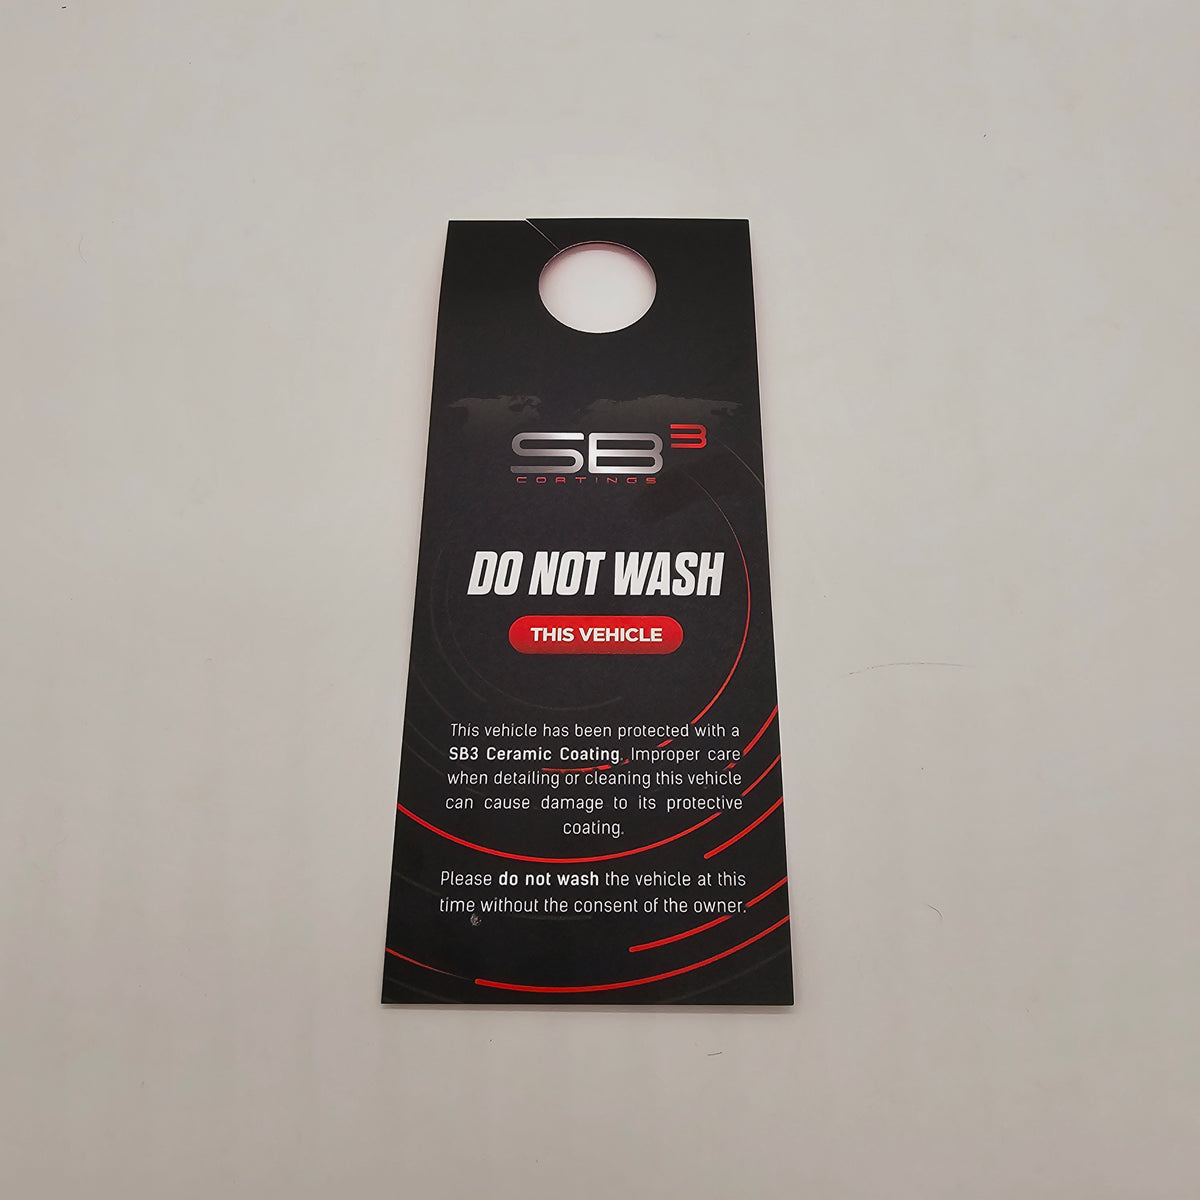 SB3
COATINGS
DO NOT WASH
THIS VEHICLE
This vehicle has been protected with a
SB3 Ceramic Coating. Improper care
when detailing or cleaning this vehicle
can cause damage to its protective
coating.
Please do not wash the vehicle at this
time without the consent of the owner.